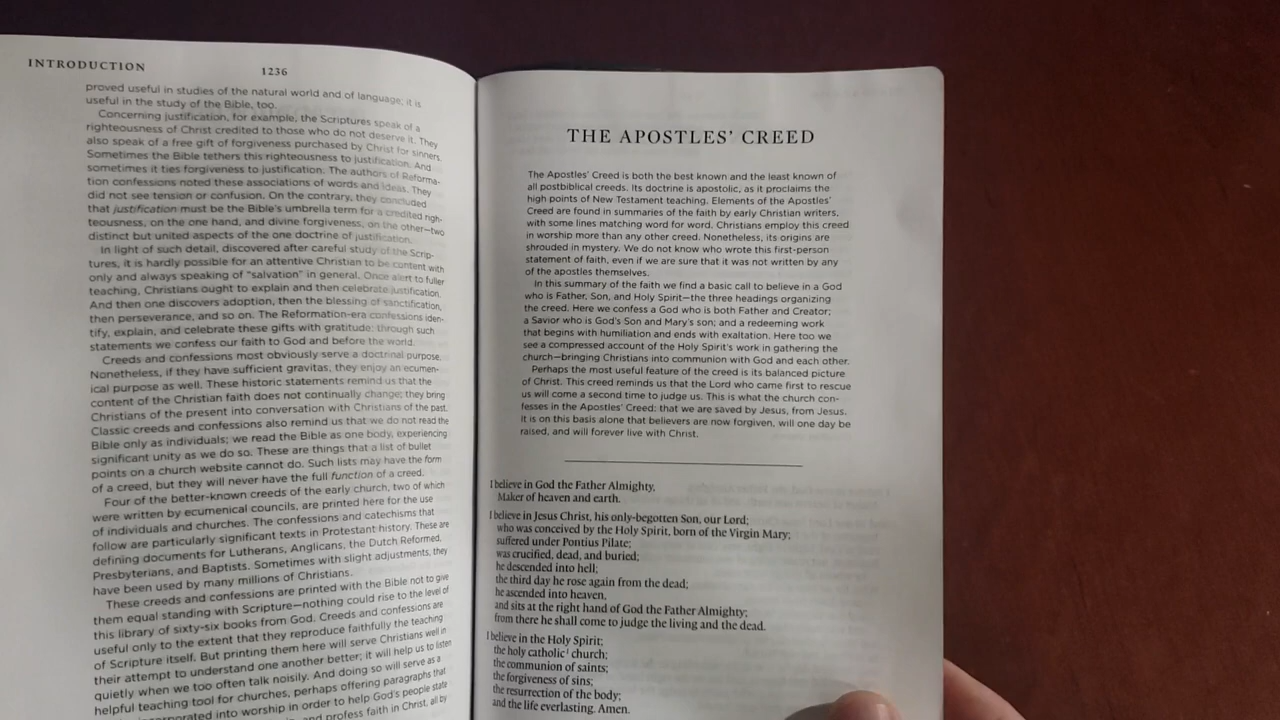 INTRODUCTION 1236
proved useful in studies of the natural world and of language; it is
useful in the study of the Bible, too.
Concerning justification, for example, the Scriptures speak of a
righteousness of Christ credited to those who do not deserve it. They
also speak of a free gift of forgiveness purchased by Christ for sinners.
Sometimes the Bible tethers this righteousness to justification. And
sometimes it ties forgiveness to justification. The authors of Reforma-
tion confessions noted these associations of words and ideas. They
did not see tension or confusion. On the contrary, they concluded
that justification must be the Bible's umbrella term for a credited righ-
teousness, on the one hand, and divine forgiveness, on the other—two
distinct but united aspects of the one doctrine of justification.
In light of such detail, discovered after careful study of the Scrip-
tures, it is hardly possible for an attentive Christian to be content with
only and always speaking of "salvation" in general. Once alert to fuller
teaching, Christians ought to explain and then celebrate justification.
And then one discovers adoption, then the blessing of sanctification,
then perseverance, and so on. The Reformation-era confessions iden-
tify, explain, and celebrate these gifts with gratitude: through such
statements we confess our faith to God and before the world.
Creeds and confessions most obviously serve a doctrinal purpose.
Nonetheless, if they have sufficient gravitas, they enjoy an ecumen-
ical purpose as well. These historic statements remind us that the
content of the Christian faith does not continually change; they bring
Christians of the present into conversation with Christians of the past.
Classic creeds and confessions also remind us that we do not read the
Bible only as individuals; we read the Bible as one body, experiencing
significant unity as we do so. These are things that a list of bullet
points on a church website cannot do. Such lists may have the form
of a creed, but they will never have the full function of a creed.
Four of the better-known creeds of the early church, two of which
were written by ecumenical councils, are printed here for the use
of individuals and churches. The confessions and catechisms that
follow are particularly significant texts in Protestant history. These are
defining documents for Lutherans, Anglicans, the Dutch Reformed,
Presbyterians, and Baptists. Sometimes with slight adjustments, they
have been used by many millions of Christians.
These creeds and confessions are printed with the Bible not to give
them equal standing with Scripture—nothing could rise to the level of
this library of sixty-six books from God. Creeds and confessions are
useful only to the extent that they reproduce faithfully the teaching
of Scripture itself. But printing them here will serve Christians well in
their attempt to understand one another better; it will help us to listen
quietly when we too often talk noisily. And doing so will serve as a
helpful teaching tool for churches, perhaps offering paragraphs that
incorporated into worship in order to help God's people state
and profess faith in Christ, all by
THE APOSTLES' CREED
The Apostles' Creed is both the best known and the least known of
all postbiblical creeds. Its doctrine is apostolic, as it proclaims the
high points of New Testament teaching. Elements of the Apostles'
Creed are found in summaries of the faith by early Christian writers,
with some lines matching word for word. Christians employ this creed
in worship more than any other creed. Nonetheless, its origins are
shrouded in mystery. We do not know who wrote this first-person
statement of faith, even if we are sure that it was not written by any
of the apostles themselves.
In this summary of the faith we find a basic call to believe in a God
who is Father, Son, and Holy Spirit—the three headings organizing
the creed. Here we confess a God who is both Father and Creator;
a Savior who is God's Son and Mary's son; and a redeeming work
that begins with humiliation and ends with exaltation. Here too we
see a compressed account of the Holy Spirit's work in gathering the
church—bringing Christians into communion with God and each other.
Perhaps the most useful feature of the creed is its balanced picture
of Christ. This creed reminds us that the Lord who came first to rescue
us will come a second time to judge us. This is what the church con-
fesses in the Apostles' Creed: that we are saved by Jesus, from Jesus.
It is on this basis alone that believers are now forgiven, will one day be
raised, and will forever live with Christ.
I believe in God the Father Almighty,
Maker of heaven and earth.
I believe in Jesus Christ, his only-begotten Son, our Lord;
who was conceived by the Holy Spirit, born of the Virgin Mary;
suffered under Pontius Pilate;
was crucified, dead, and buried;
he descended into hell;
the third day he rose again from the dead;
he ascended into heaven,
and sits at the right hand of God the Father Almighty;
from there he shall come to judge the living and the dead.
I believe in the Holy Spirit;
the holy catholic¹ church;
the communion of saints;
the forgiveness of sins;
the resurrection of the body;
and the life everlasting. Amen.